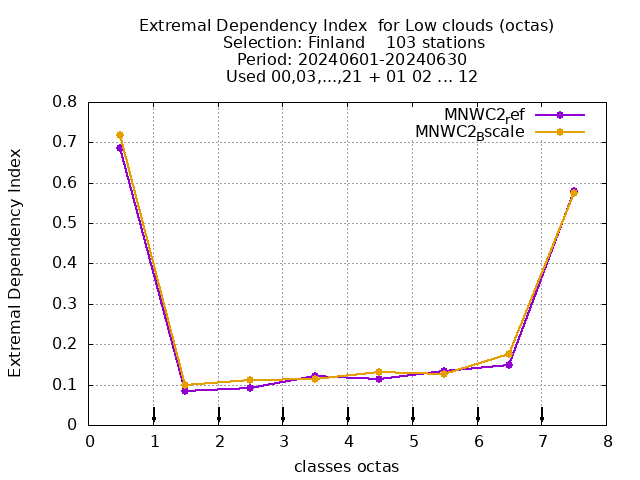 Extremal Dependency Index  for Low clouds (octas)
Selection: Finland    103 stations
Period: 20240601-20240630
Used 00,03,...,21 + 01 02 ... 12
MNWC2ref
MNWC2Bscale
Extremal Dependency Index
0.8
0.7
0.6
0.5
0.4
0.3
0.2
0.1
0
0 1 2 3 4 5 6 7 8
classes octas